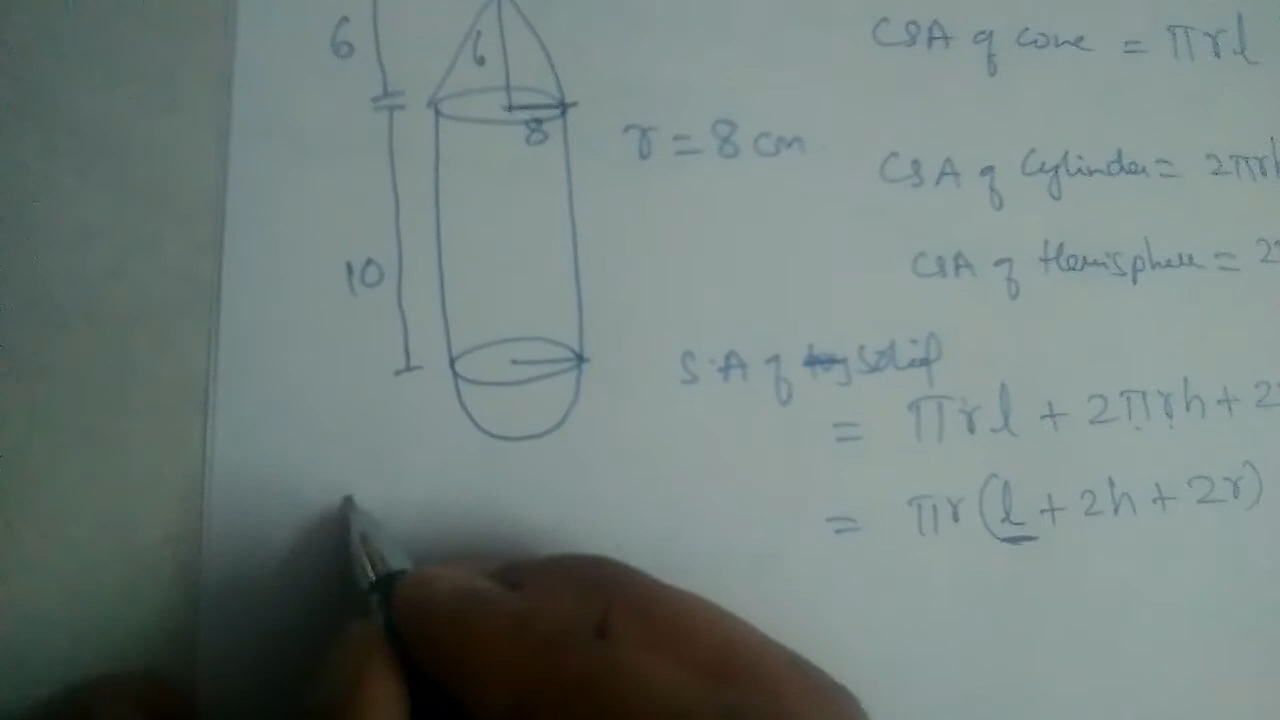 6
6
8
r = 8 cm
10
CSA of cone = πrl
CSA of Cylinder = 2πrh
CSA of Hemisphere = 2
S.A of solid
= πrl + 2πrh + 2
= πr (l + 2h + 2r)